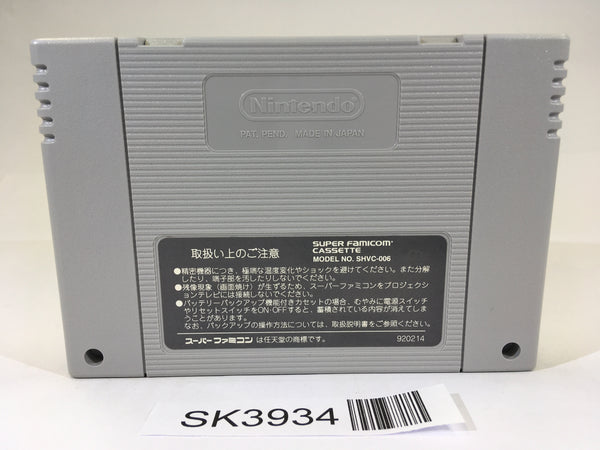 Nintendo
PAT. PEND. MADE IN JAPAN
取扱い上のご注意
SUPER FAMICOM
CASSETTE
MODEL NO. SHVC-006
●精密機器につき、極端な温度変化やショックを避けてください。また分解
したり、端子部を汚したりしないでください。
●残像現象（画面焼け）が生ずるため、スーパーファミコンをプロジェクシ
ョンテレビには接続しないでください。
●バッテリーバックアップ機能が付きカセットの場合、むやみに電源スイッチ
やリセットスイッチをON・OFFすると、蓄積されている内容が消えてしま
うことがあります。
なお、バックアップの操作方法については、取扱説明書をご参照ください。
スーパーファミコン は任天堂の商標です。
920214
SK3934